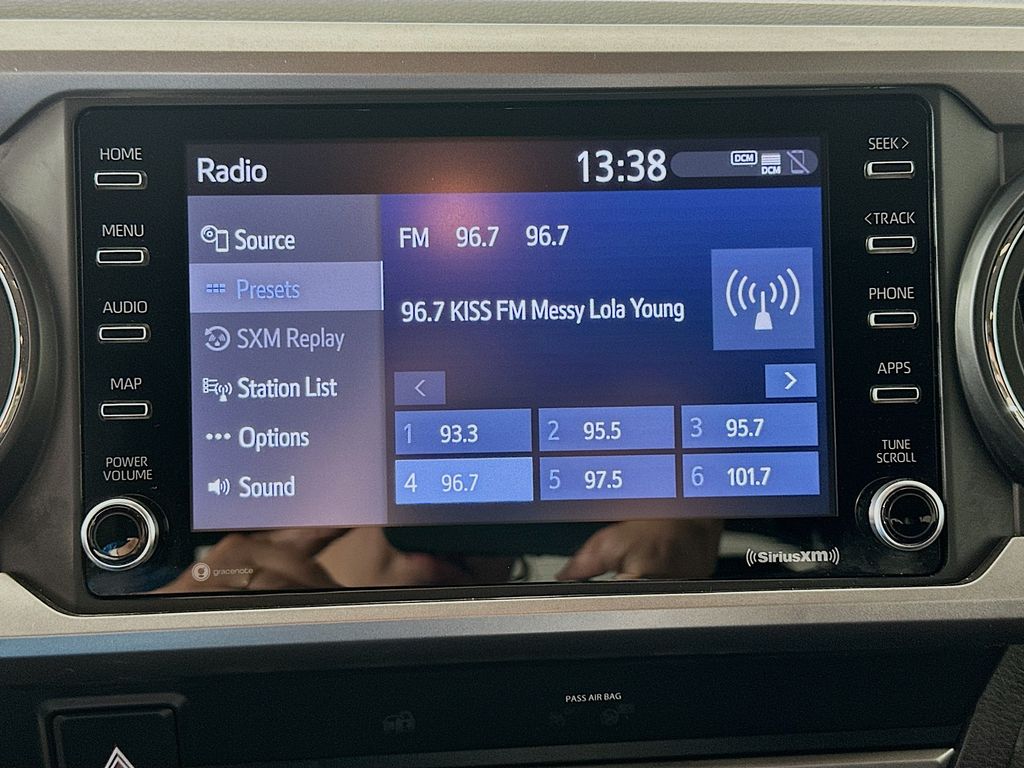 HOME
MENU
AUDIO
MAP
POWER
VOLUME
Radio
13:38
DCM
DCM
Source
Presets
SXM Replay
Station List
••• Options
Sound
FM 96.7 96.7
96.7 KISS FM Messy Lola Young
< >
1 93.3 2 95.5 3 95.7
4 96.7 5 97.5 6 101.7
SEEK >
< TRACK
PHONE
APPS
TUNE
SCROLL
gracenote
((SiriusXM))
PASS AIR BAG